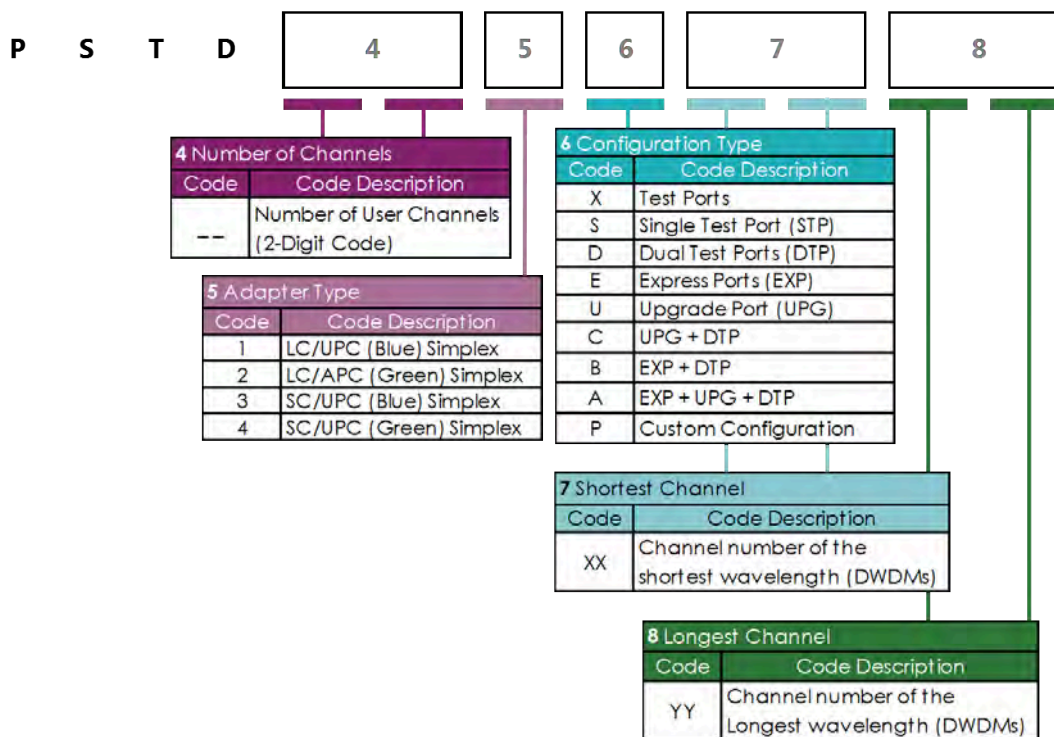 P S T D 4 5 6 7 8
4 Number of Channels
Code Code Description
__ Number of User Channels
(2-Digit Code)
5 Adapter Type
Code Code Description
1 LC/UPC (Blue) Simplex
2 LC/APC (Green) Simplex
3 SC/UPC (Blue) Simplex
4 SC/UPC (Green) Simplex
6 Configuration Type
Code Code Description
X Test Ports
S Single Test Port (STP)
D Dual Test Ports (DTP)
E Express Ports (EXP)
U Upgrade Port (UPG)
C UPG + DTP
B EXP + DTP
A EXP + UPG + DTP
P Custom Configuration
7 Shortest Channel
Code Code Description
XX Channel number of the
shortest wavelength (DWDMs)
8 Longest Channel
Code Code Description
YY Channel number of the
Longest wavelength (DWDMs)